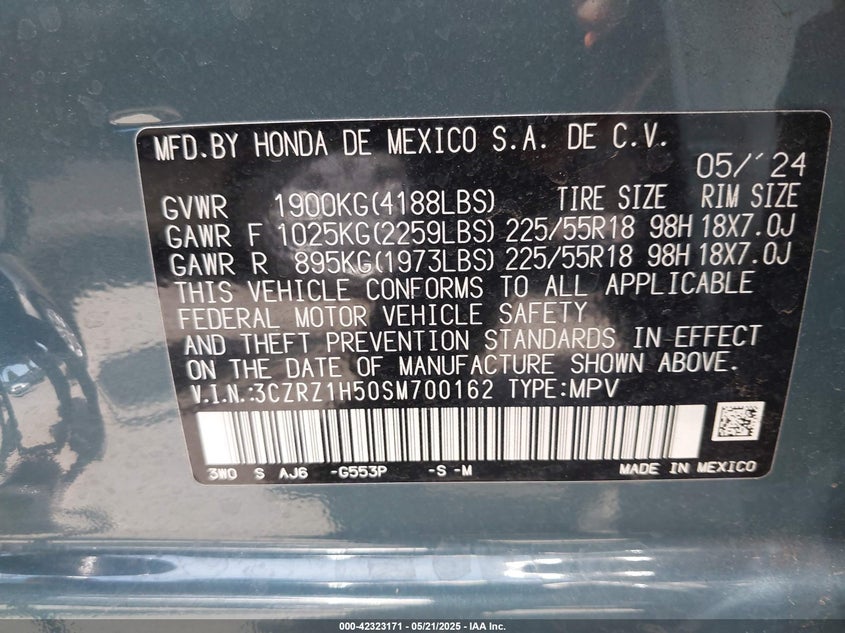 MFD.BY HONDA DE MEXICO S.A. DE C.V.
05/'24
GVWR 1900KG(4188LBS) TIRE SIZE RIM SIZE
GAWR F 1025KG(2259LBS) 225/55R18 98H 18X7.0J
GAWR R 895KG(1973LBS) 225/55R18 98H 18X7.0J
THIS VEHICLE CONFORMS TO ALL APPLICABLE
FEDERAL MOTOR VEHICLE SAFETY
AND THEFT PREVENTION STANDARDS IN EFFECT
ON THE DATE OF MANUFACTURE SHOWN ABOVE.
V.I.N.:3CZRZ1H50SM700162 TYPE:MPV
3W0 S AJ6 -G553P -S -M MADE IN MEXICO
000-42323171 — 05/21/2025 - IAA Inc.